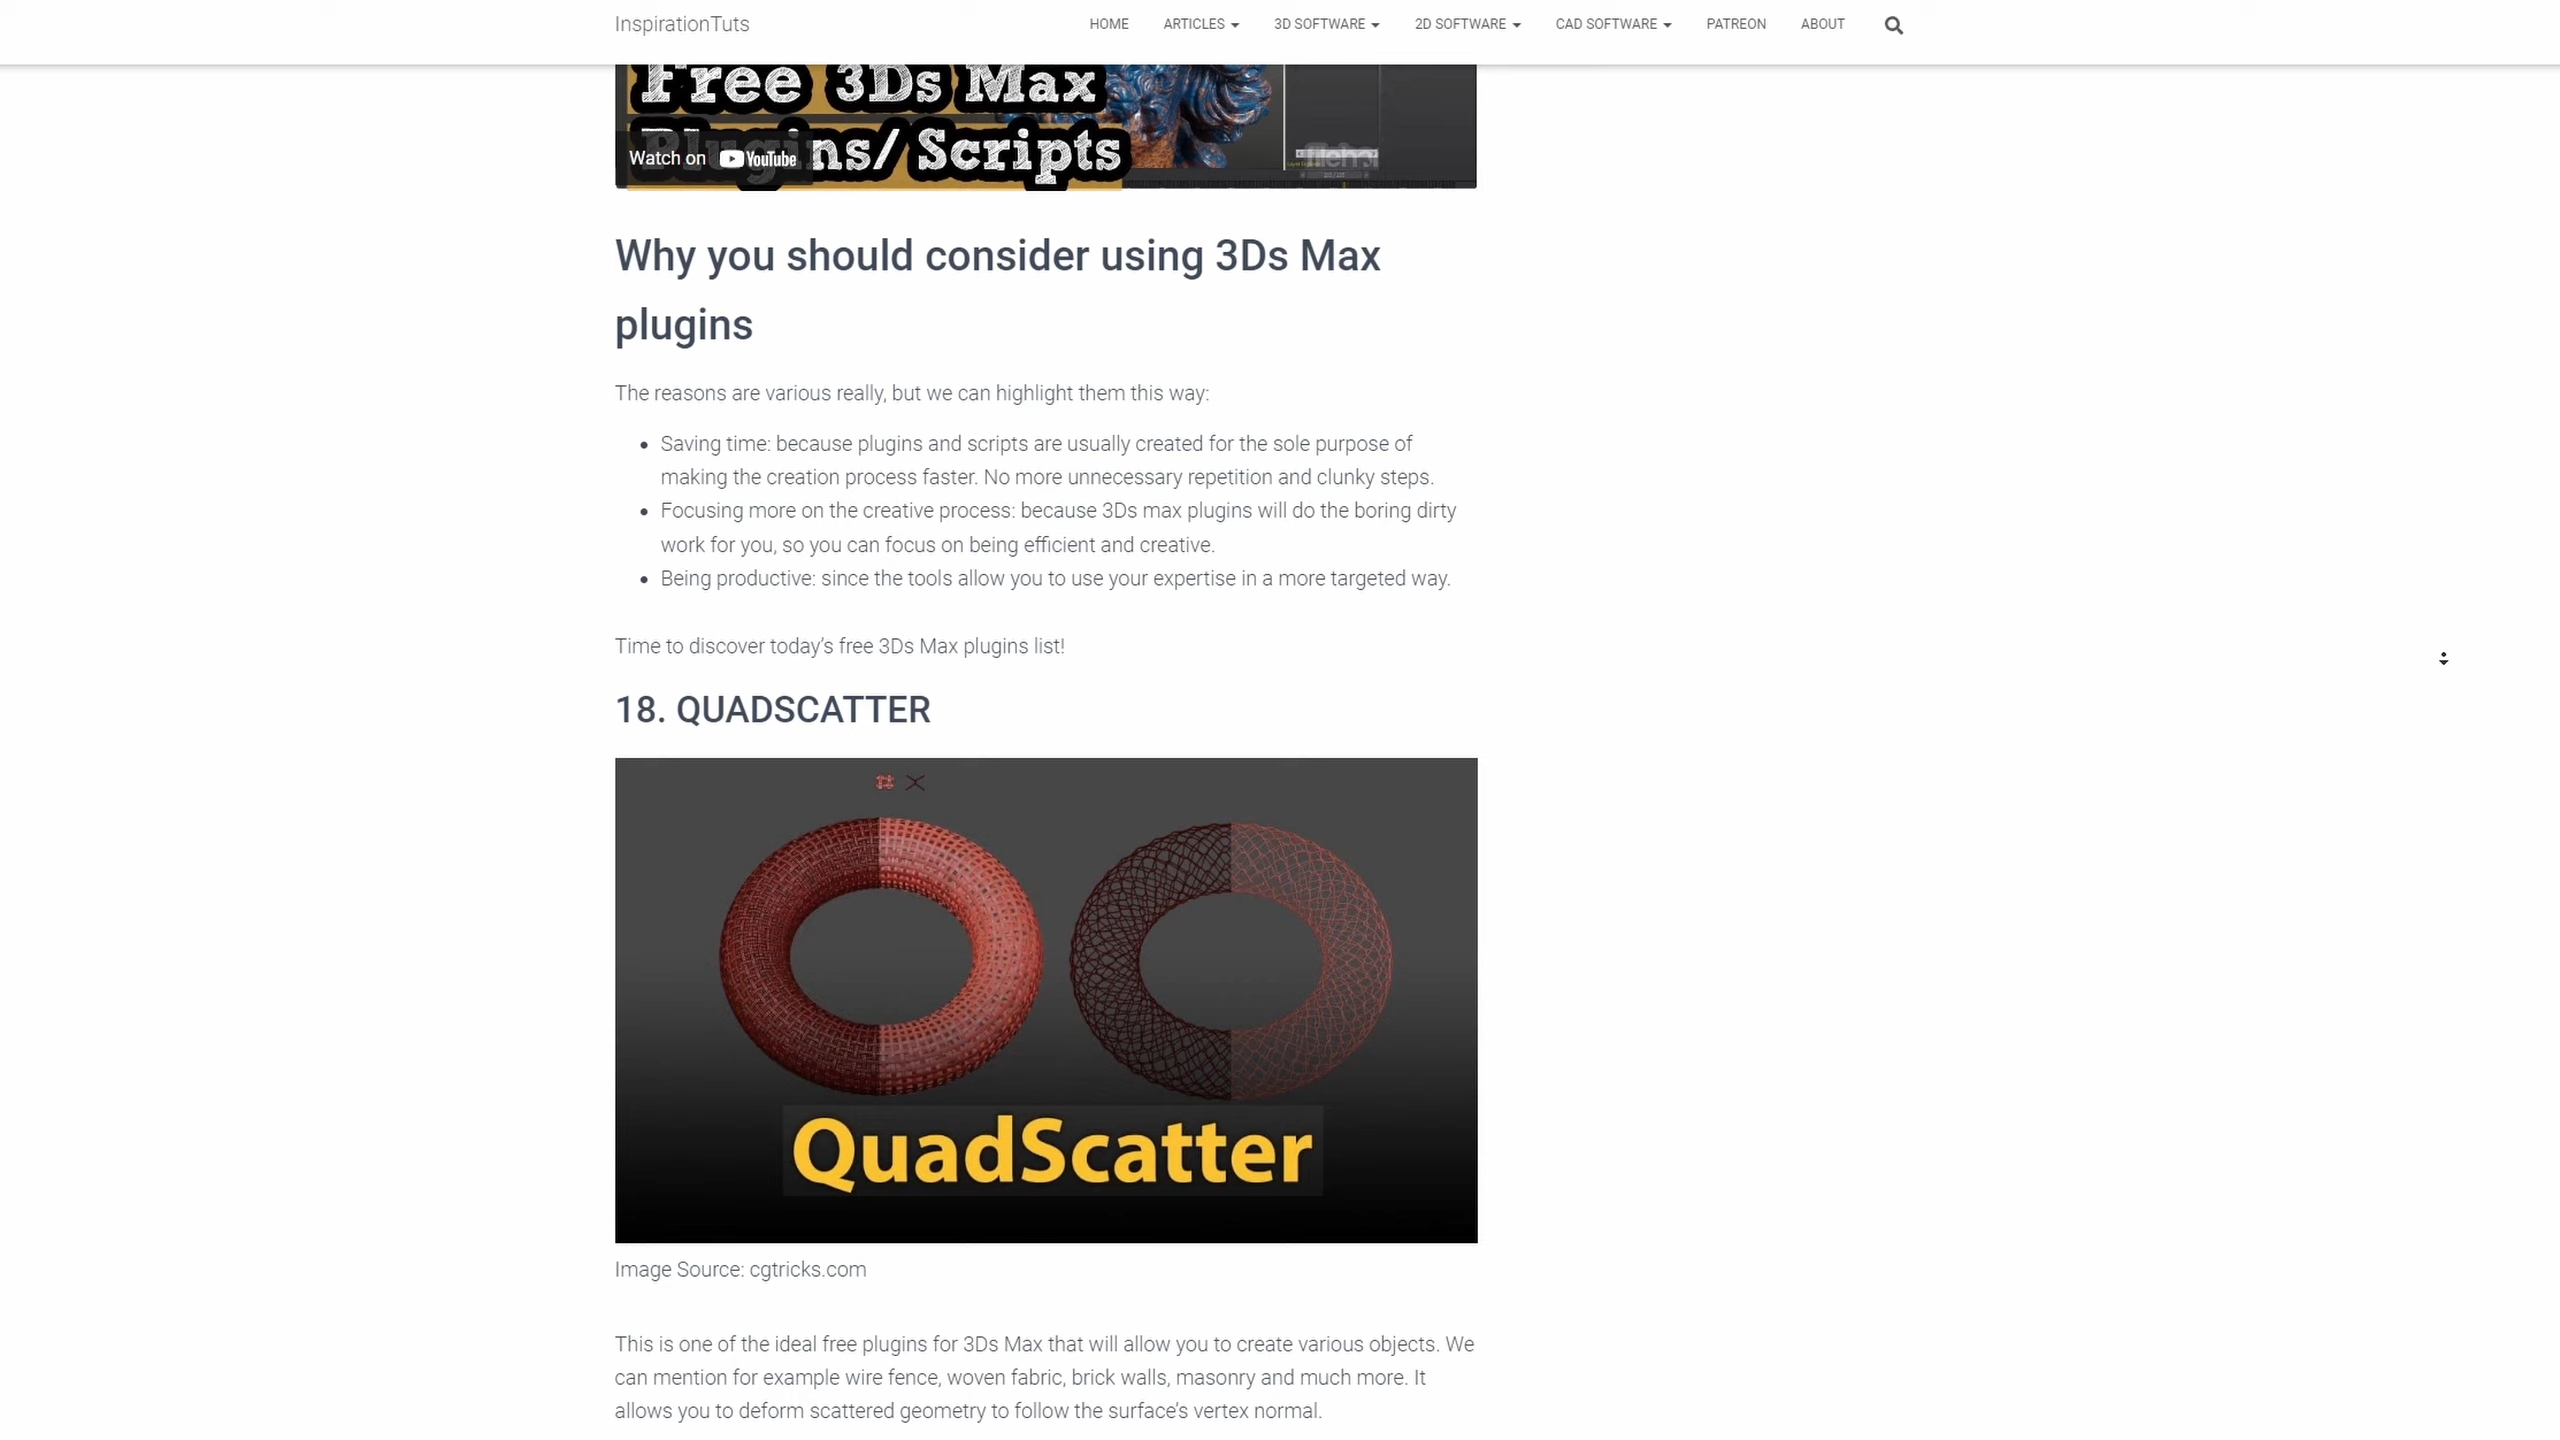 InspirationTuts
HOME ARTICLES 3D SOFTWARE 2D SOFTWARE CAD SOFTWARE PATREON ABOUT
Free 3Ds Max
Plugins/ Scripts
Watch on YouTube
Why you should consider using 3Ds Max
plugins
The reasons are various really, but we can highlight them this way:
• Saving time: because plugins and scripts are usually created for the sole purpose of
making the creation process faster. No more unnecessary repetition and clunky steps.
• Focusing more on the creative process: because 3Ds max plugins will do the boring dirty
work for you, so you can focus on being efficient and creative.
• Being productive: since the tools allow you to use your expertise in a more targeted way.
Time to discover today’s free 3Ds Max plugins list!
18. QUADSCATTER
QuadScatter
Image Source: cgtricks.com
This is one of the ideal free plugins for 3Ds Max that will allow you to create various objects. We
can mention for example wire fence, woven fabric, brick walls, masonry and much more. It
allows you to deform scattered geometry to follow the surface’s vertex normal.